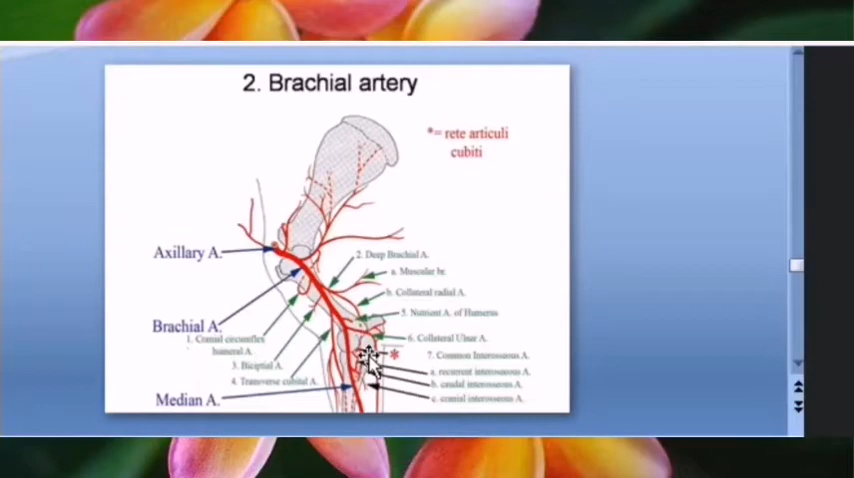 2. Brachial artery
*= rete articuli
cubiti
Axillary A.
2. Deep Brachial A.
a. Muscular br.
b. Collateral radial A.
5. Nutrient A. of Humerus
Brachial A.
1. Cranial circumflex
humeral A.
6. Collateral Ulnar A.
*
7. Common Interosseous A.
3. Bicipital A.
a. recurrent interosseous A.
4. Transverse cubital A.
b. caudal interosseous A.
Median A.
c. cranial interosseous A.